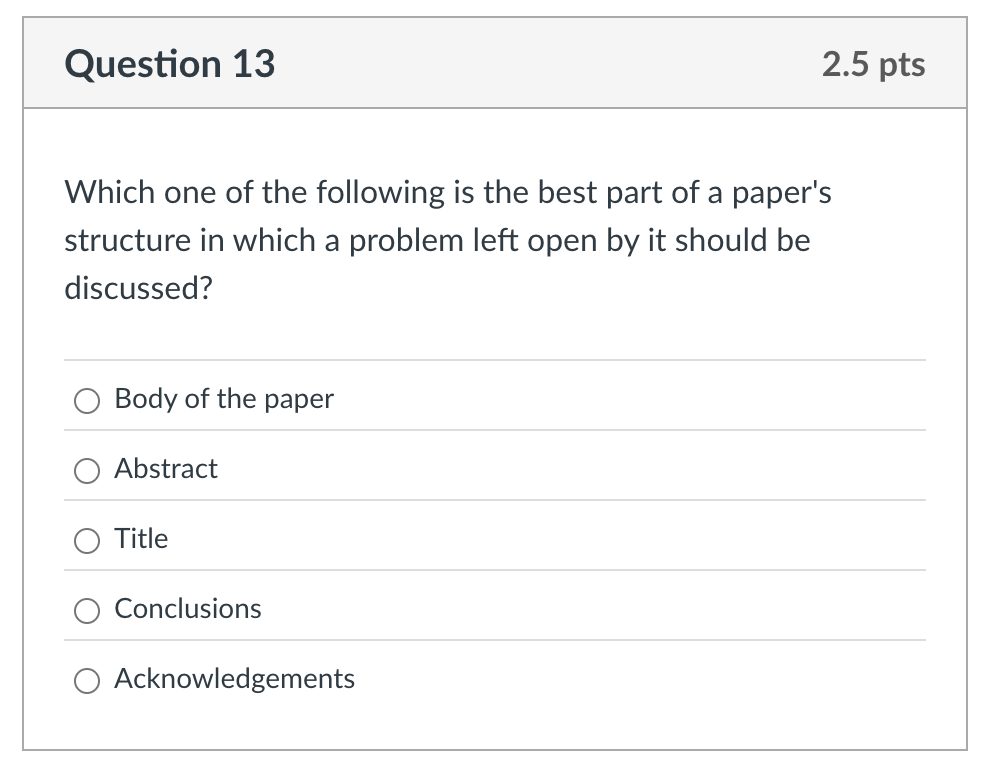 Question 13
2.5 pts
Which one of the following is the best part of a paper's
structure in which a problem left open by it should be
discussed?
Body of the paper
Abstract
Title
Conclusions
Acknowledgements